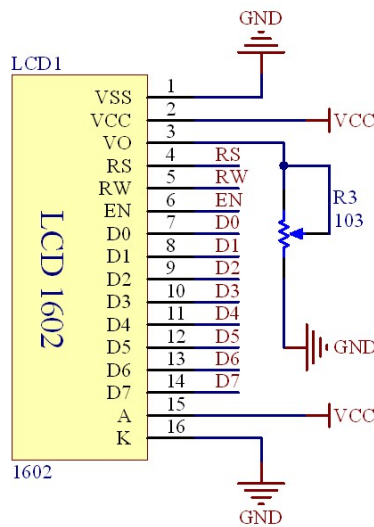 GND
LCD1
VSS 1
VCC 2 VCC
VO 3
RS 4 RS
RW 5 RW
EN 6 EN
D0 7 D0
D1 8 D1
D2 9 D2
D3 10 D3
D4 11 D4
D5 12 D5
D6 13 D6
D7 14 D7
A 15 VCC
K 16
LCD 1602
R3
103
GND
1602
GND